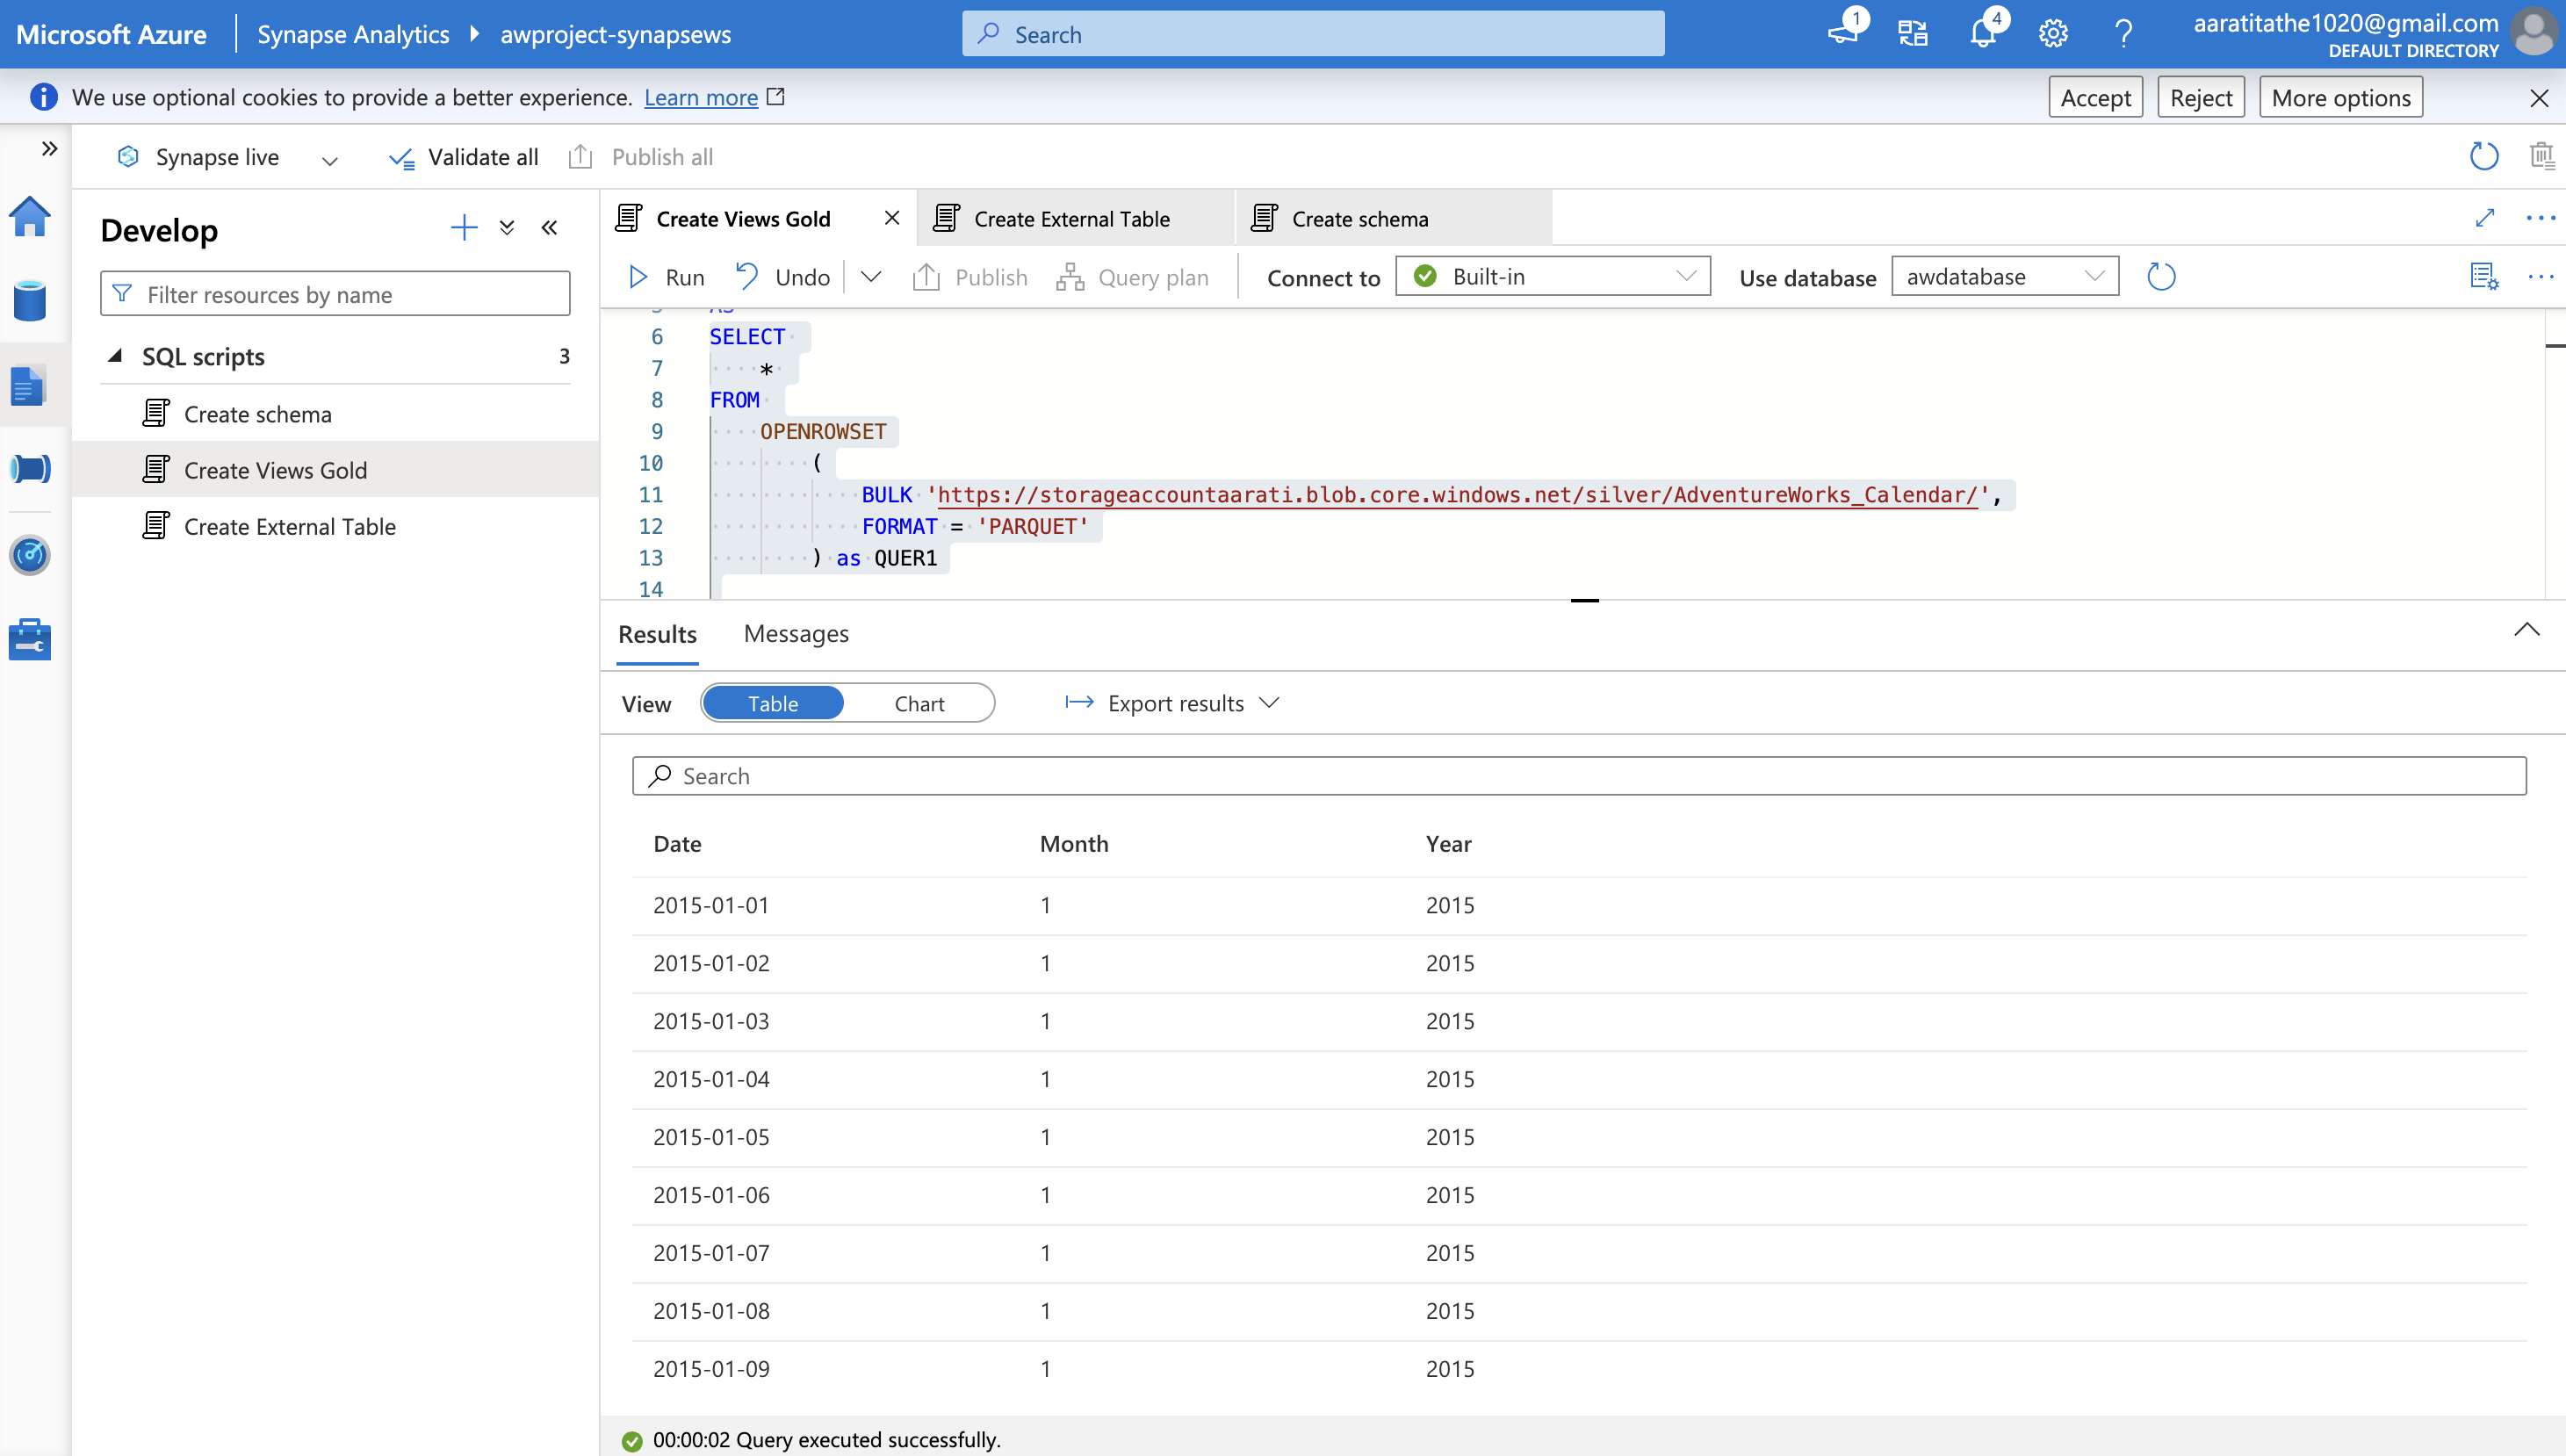 Microsoft Azure
Synapse Analytics
awproject-synapsews
Search
1
4
aaratitathe1020@gmail.com
DEFAULT DIRECTORY
We use optional cookies to provide a better experience. Learn more
Accept
Reject
More options
Synapse live
Validate all
Publish all
Develop
Filter resources by name
SQL scripts
3
Create schema
Create Views Gold
Create External Table
Create Views Gold
Create External Table
Create schema
Run
Undo
Publish
Query plan
Connect to
Built-in
Use database
awdatabase
5 AS
6 SELECT
7 *
8 FROM
9 OPENROWSET
10 (
11 BULK 'https://storageaccountaarati.blob.core.windows.net/silver/AdventureWorks_Calendar/',
12 FORMAT = 'PARQUET'
13 ) as QUER1
14
Results
Messages
View
Table
Chart
Export results
Search
Date Month Year
2015-01-01 1 2015
2015-01-02 1 2015
2015-01-03 1 2015
2015-01-04 1 2015
2015-01-05 1 2015
2015-01-06 1 2015
2015-01-07 1 2015
2015-01-08 1 2015
2015-01-09 1 2015
00:00:02 Query executed successfully.